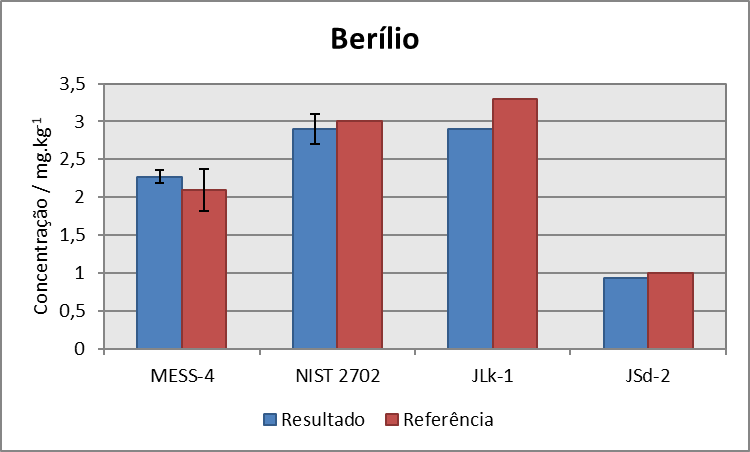 Berílio
Concentração / mg.kg⁻¹
3,5
3
2,5
2
1,5
1
0,5
0
MESS-4 NIST 2702 JLk-1 JSd-2
Resultado Referência